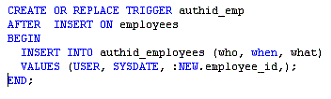 CREATE OR REPLACE TRIGGER authid_emp
AFTER INSERT ON employees
BEGIN
INSERT INTO authid_employees (who, when, what)
VALUES (USER, SYSDATE, :NEW.employee_id,);
END;